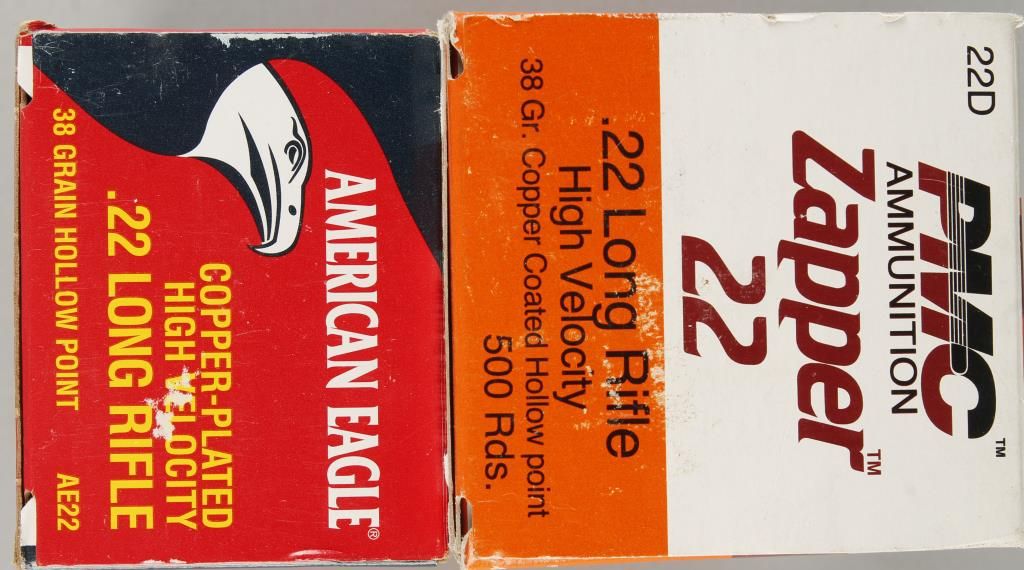 AMERICAN EAGLE®
COPPER-PLATED
HIGH VELOCITY
.22 LONG RIFLE
38 GRAIN HOLLOW POINT AE22
22D
PMC™
AMMUNITION
Zapper™
22
.22 Long Rifle
High Velocity
38 Gr. Copper Coated Hollow point
500 Rds.